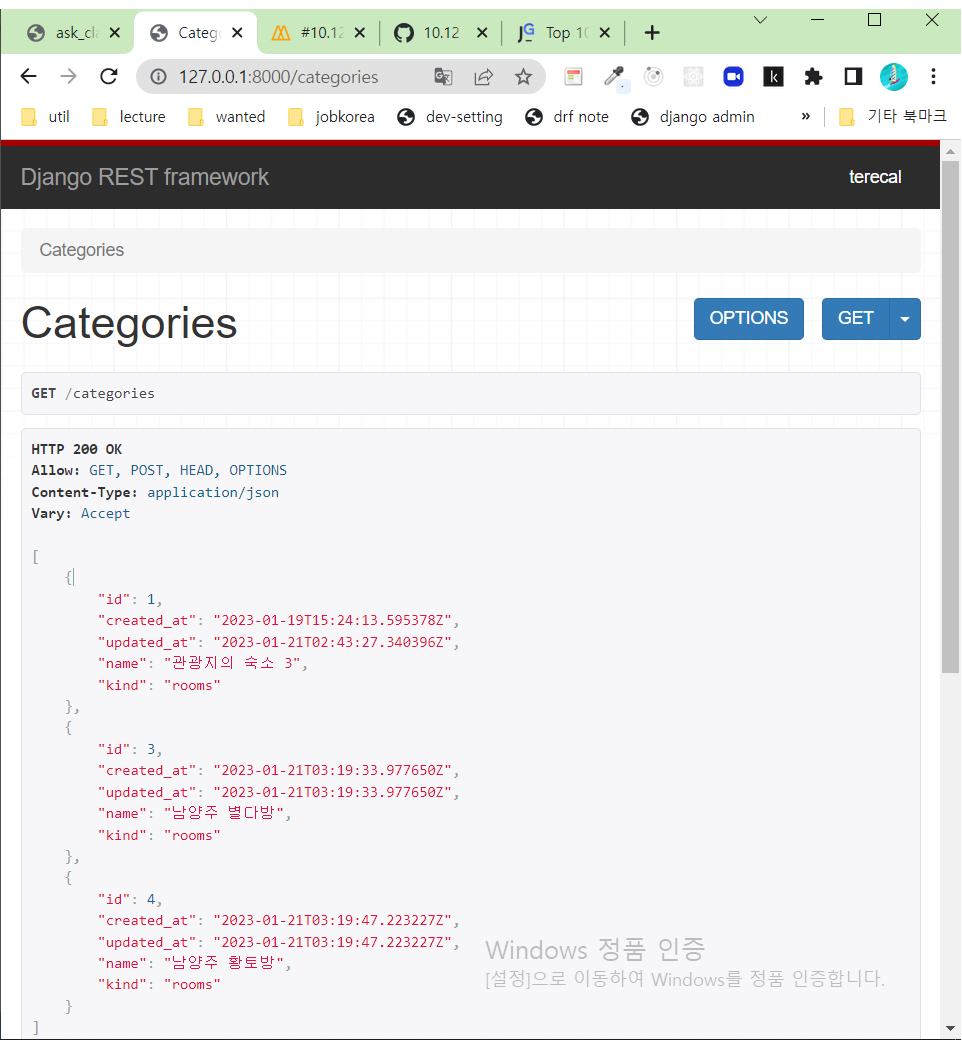 ask_cla
Categ
#10.12
10.12
Top 10
127.0.0.1:8000/categories
util
lecture
wanted
jobkorea
dev-setting
drf note
django admin
»
기타 북마크
Django REST framework
terecal
Categories
Categories
OPTIONS
GET
GET /categories
HTTP 200 OK
Allow: GET, POST, HEAD, OPTIONS
Content-Type: application/json
Vary: Accept
[
{
"id": 1,
"created_at": "2023-01-19T15:24:13.595378Z",
"updated_at": "2023-01-21T02:43:27.340396Z",
"name": "관광지의 숙소 3",
"kind": "rooms"
},
{
"id": 3,
"created_at": "2023-01-21T03:19:33.977650Z",
"updated_at": "2023-01-21T03:19:33.977650Z",
"name": "남양주 별다방",
"kind": "rooms"
},
{
"id": 4,
"created_at": "2023-01-21T03:19:47.223227Z",
"updated_at": "2023-01-21T03:19:47.223227Z",
"name": "남양주 황토방",
"kind": "rooms"
}
]
Windows 정품 인증
[설정]으로 이동하여 Windows를 정품 인증합니다.